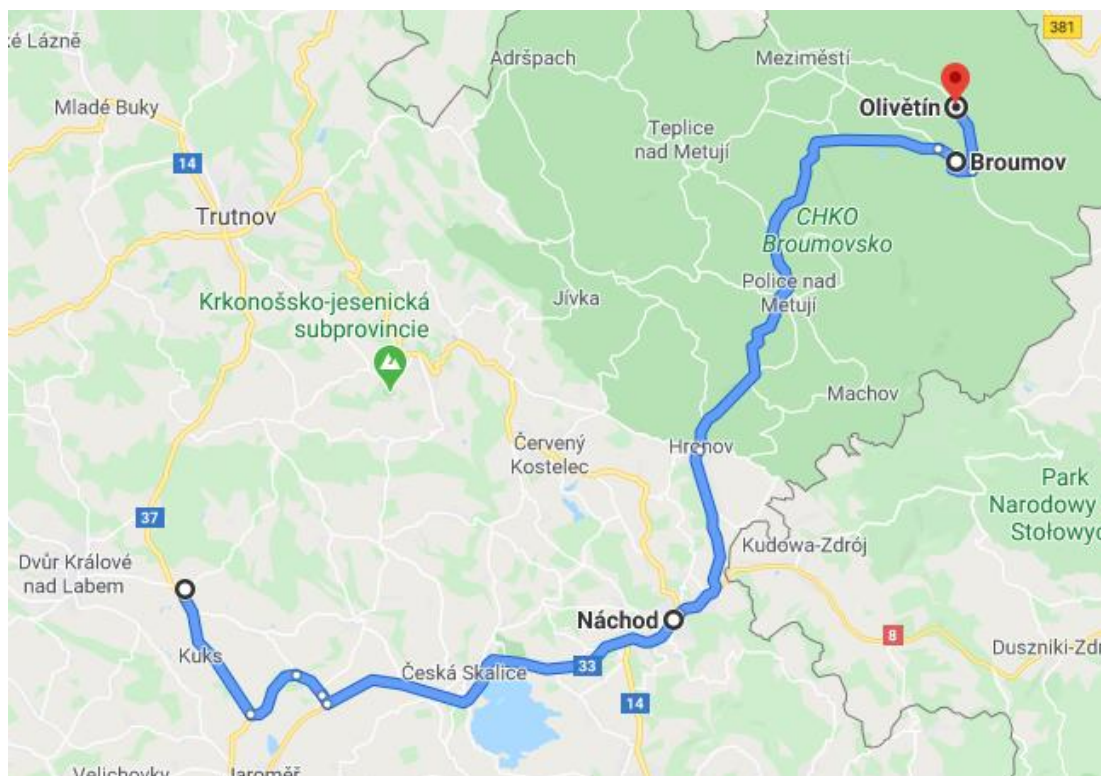 ké Lázně
Adršpach
Meziměstí
381
Mladé Buky
Olivětín
Teplice
nad Metují
14
Broumov
Trutnov
CHKO
Broumovsko
Krkonošsko-jesenická
subprovincie
Jívka
Police nad
Metují
Machov
Červený
Kostelec
Hronov
Park
Narodowy
Stołowyc
37
Kudowa-Zdrój
Dvůr Králové
nad Labem
Náchod
8
Kuks
Česká Skalice
33
Duszniki-Zdr
14
Velichovky
Jaroměř